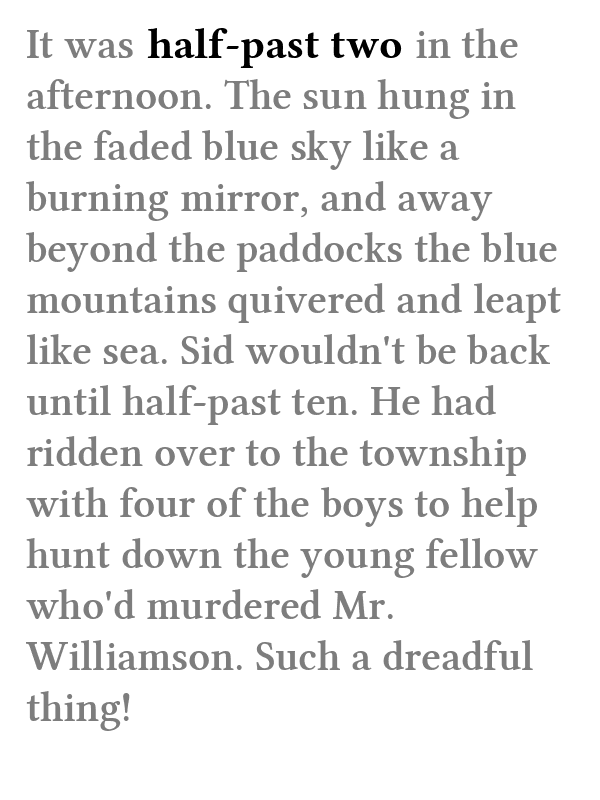 It was half-past two in the
afternoon. The sun hung in
the faded blue sky like a
burning mirror, and away
beyond the paddocks the blue
mountains quivered and leapt
like sea. Sid wouldn't be back
until half-past ten. He had
ridden over to the township
with four of the boys to help
hunt down the young fellow
who'd murdered Mr.
Williamson. Such a dreadful
thing!